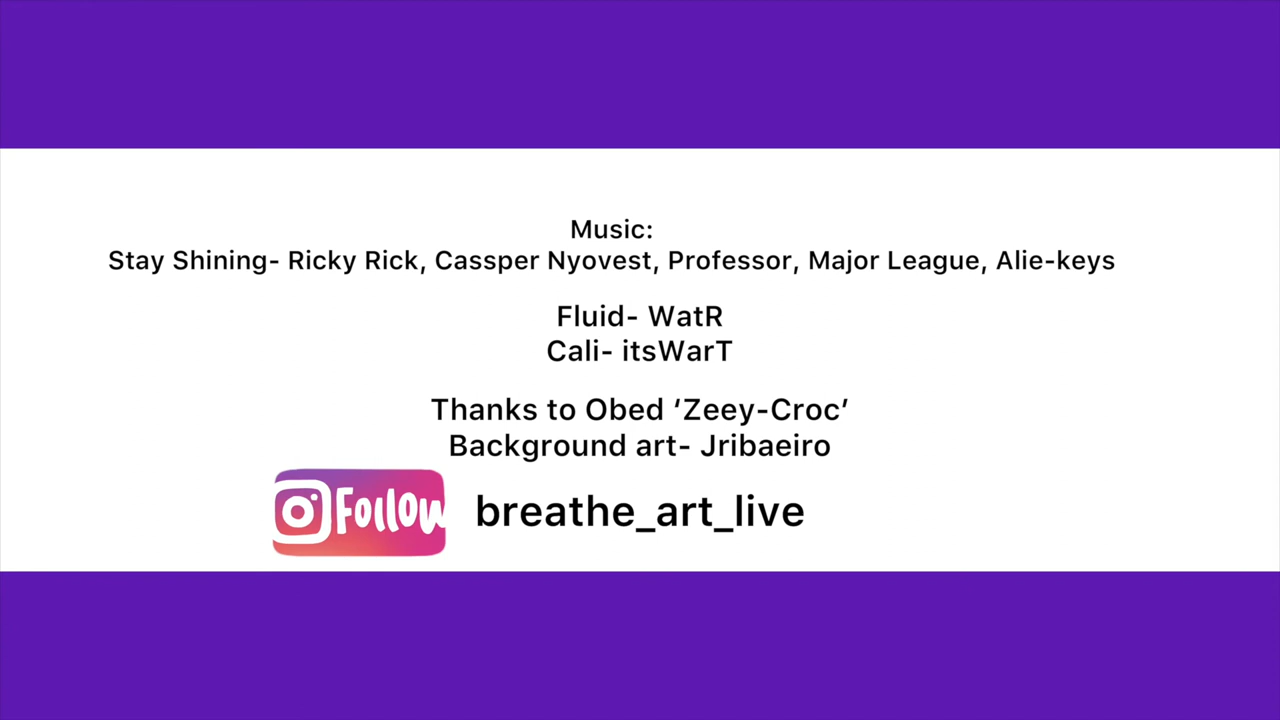 Music:
Stay Shining- Ricky Rick, Cassper Nyovest, Professor, Major League, Alie-keys
Fluid- WatR
Cali- itsWarT
Thanks to Obed ‘Zeey-Croc’
Background art- Jribaeiro
Follow
breathe_art_live